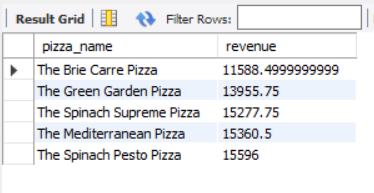 Result Grid Filter Rows:
pizza_name revenue
The Brie Carre Pizza 11588.4999999999
The Green Garden Pizza 13955.75
The Spinach Supreme Pizza 15277.75
The Mediterranean Pizza 15360.5
The Spinach Pesto Pizza 15596